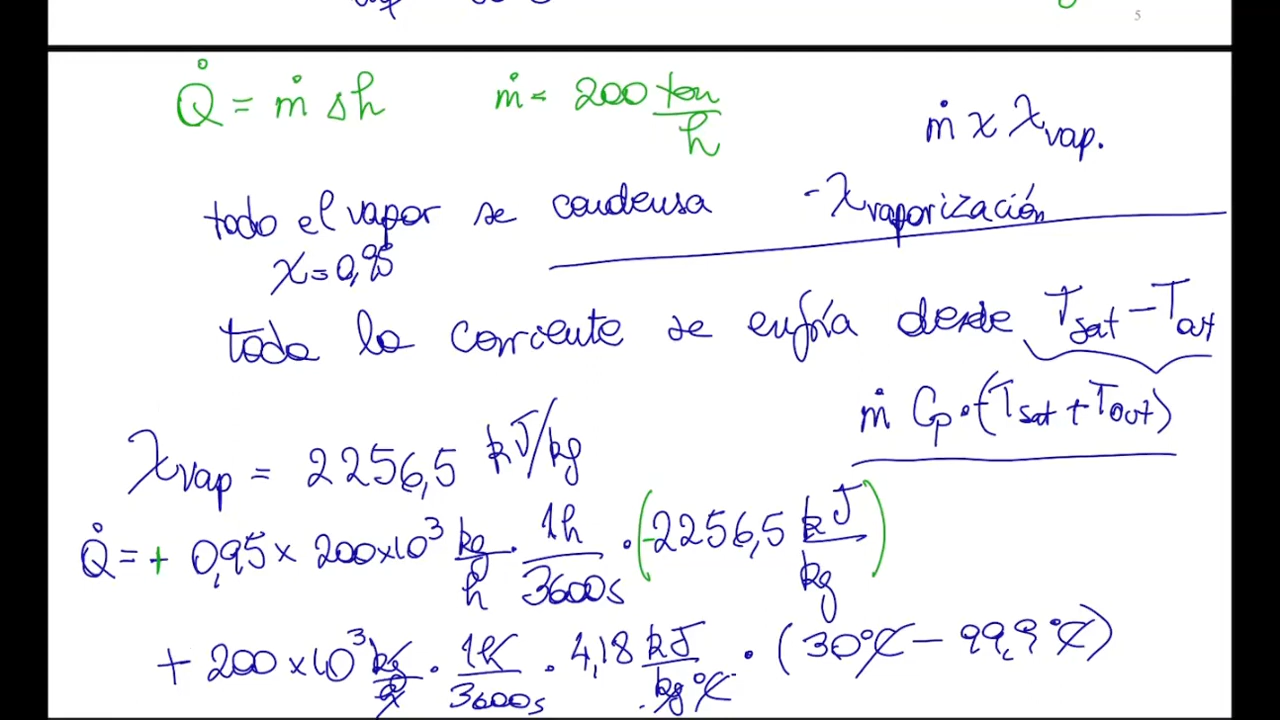 5
Q̇ = ṁ Δh ṁ = 200 ton/h
ṁ x λvap.
todo el vapor se condensa - λvaporización
x = 0,95
toda la corriente se enfría desde Tsat - Tout
ṁ Cp·(-Tsat + Tout)
λvap = 2256,5 kJ/kg
Q̇ = + 0,95 × 200×10³ kg/h · 1h/3600s · (-2256,5 kJ/kg)
+ 200×10³ kg/h · 1h/3600s · 4,18 kJ/kg°C · (30°C - 99,9°C)